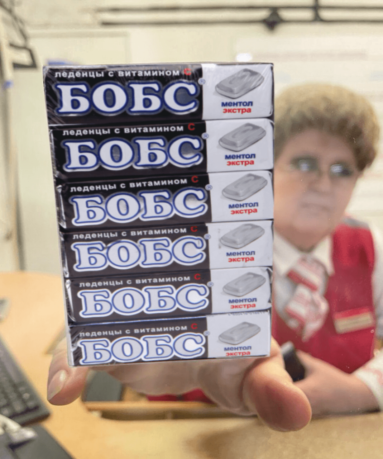 леденцы с витамином
БОБС
ментол
экстра
леденцы с витамином С
БОБС
ментол
экстра
леденцы с витамином С
БОБС
ментол
экстра
леденцы с витамином С
БОБС
ментол
экстра
леденцы с витамином С
БОБС
ментол
экстра
леденцы с витамином С
БОБС
ментол
экстра